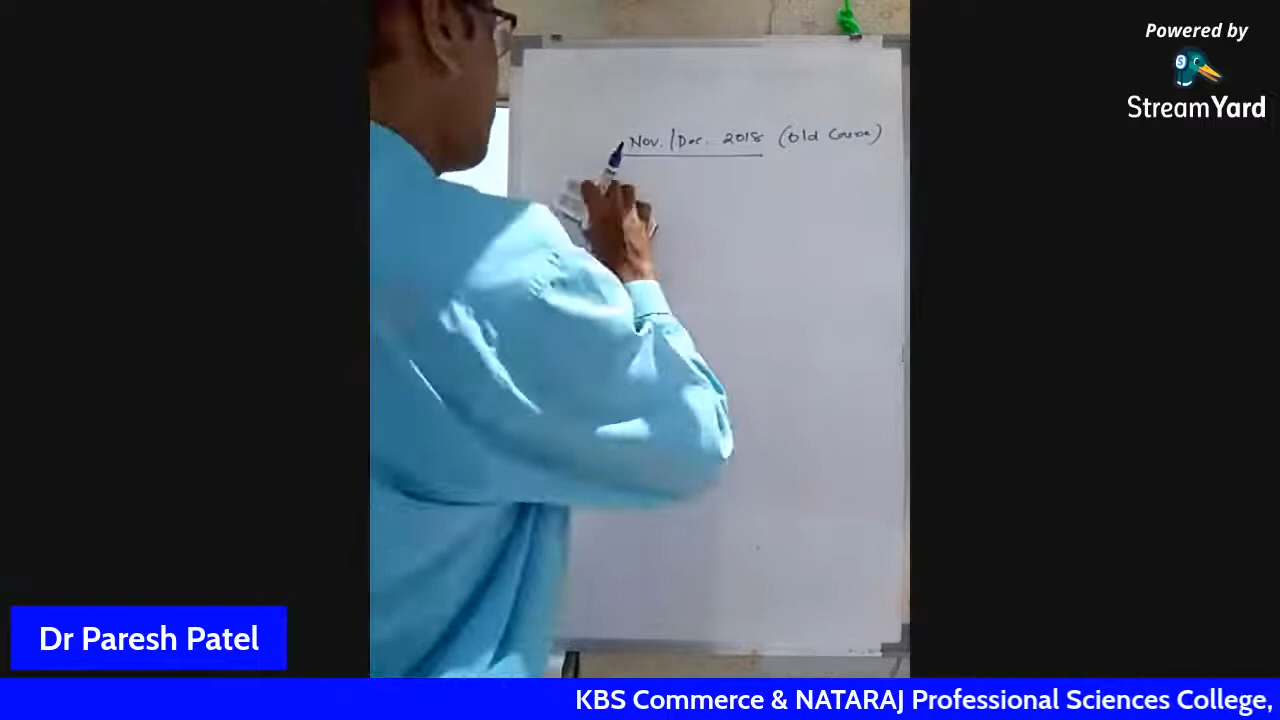 Powered by
StreamYard
Nov./Dec. 2018 (Old Course)
Dr Paresh Patel
KBS Commerce & NATARAJ Professional Sciences College,